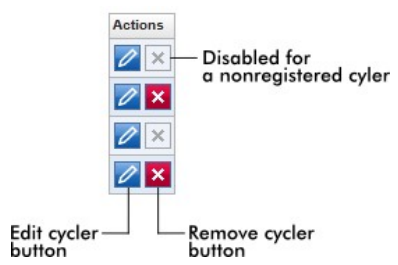 Actions
Disabled for
a nonregistered cyler
Edit cycler
button
Remove cycler
button